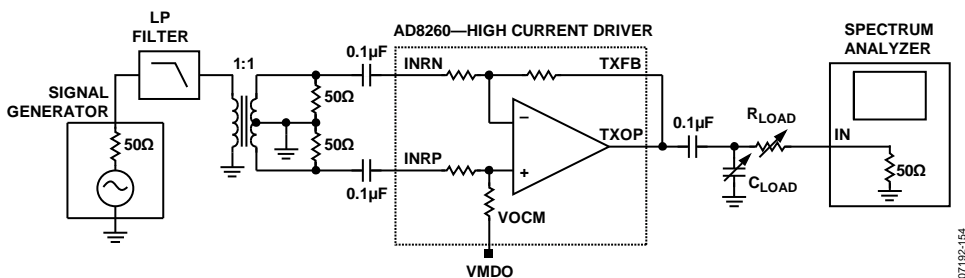 LP
FILTER
SIGNAL
GENERATOR
50Ω
1:1
50Ω
50Ω
0.1µF
0.1µF
AD8260—HIGH CURRENT DRIVER
INRN
TXFB
–
+
TXOP
INRP
VOCM
VMDO
0.1µF
RLOAD
CLOAD
SPECTRUM
ANALYZER
IN
50Ω
07192-154